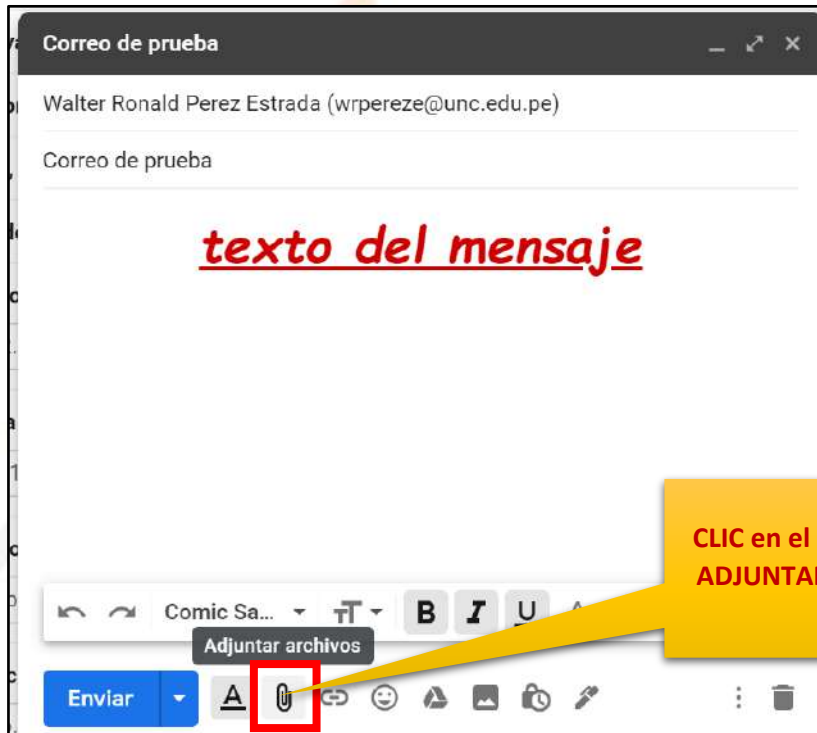 Correo de prueba
Walter Ronald Perez Estrada (wrpereze@unc.edu.pe)
Correo de prueba
texto del mensaje
CLIC en el
Comic Sa... B I U
Adjuntar archivos
Enviar A